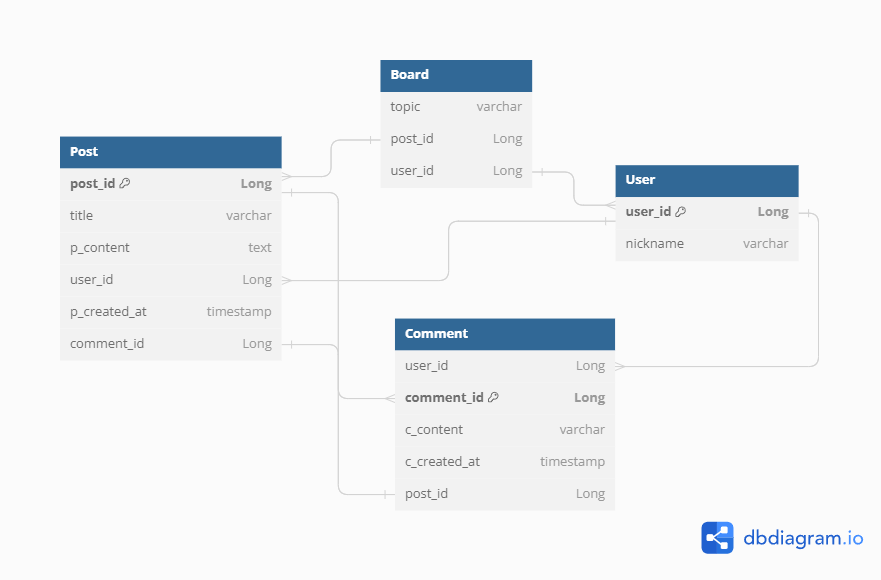 Board
topic varchar
post_id Long
user_id Long
Post
post_id Long
title varchar
p_content text
user_id Long
p_created_at timestamp
comment_id Long
User
user_id Long
nickname varchar
Comment
user_id Long
comment_id Long
c_content varchar
c_created_at timestamp
post_id Long
dbdiagram.io